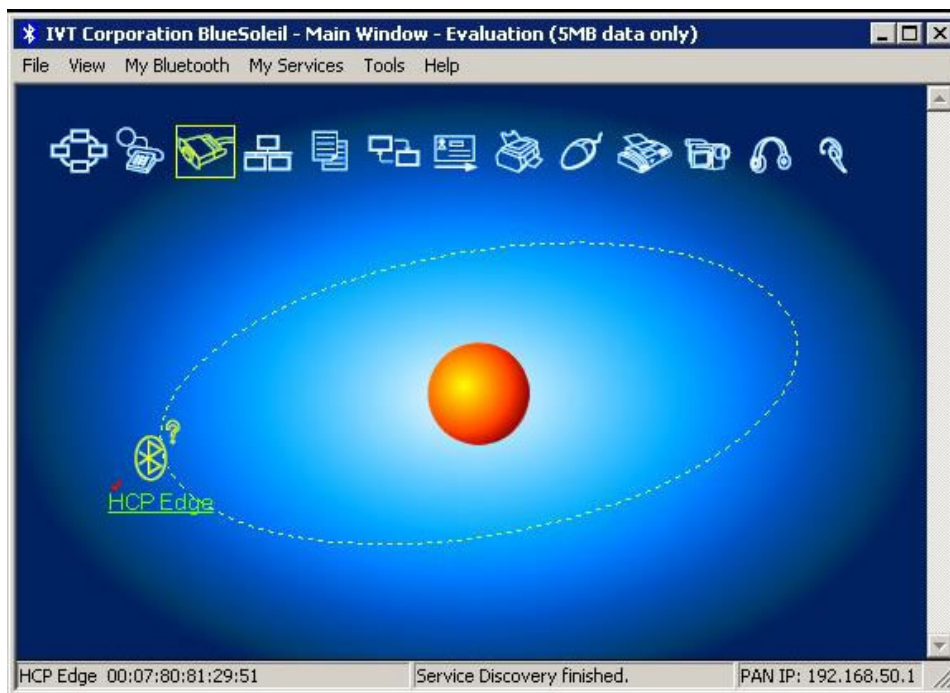 IVT Corporation BlueSoleil - Main Window - Evaluation (5MB data only)
File View My Bluetooth My Services Tools Help
HCP Edge
HCP Edge 00:07:80:81:29:51 Service Discovery finished. PAN IP: 192.168.50.1